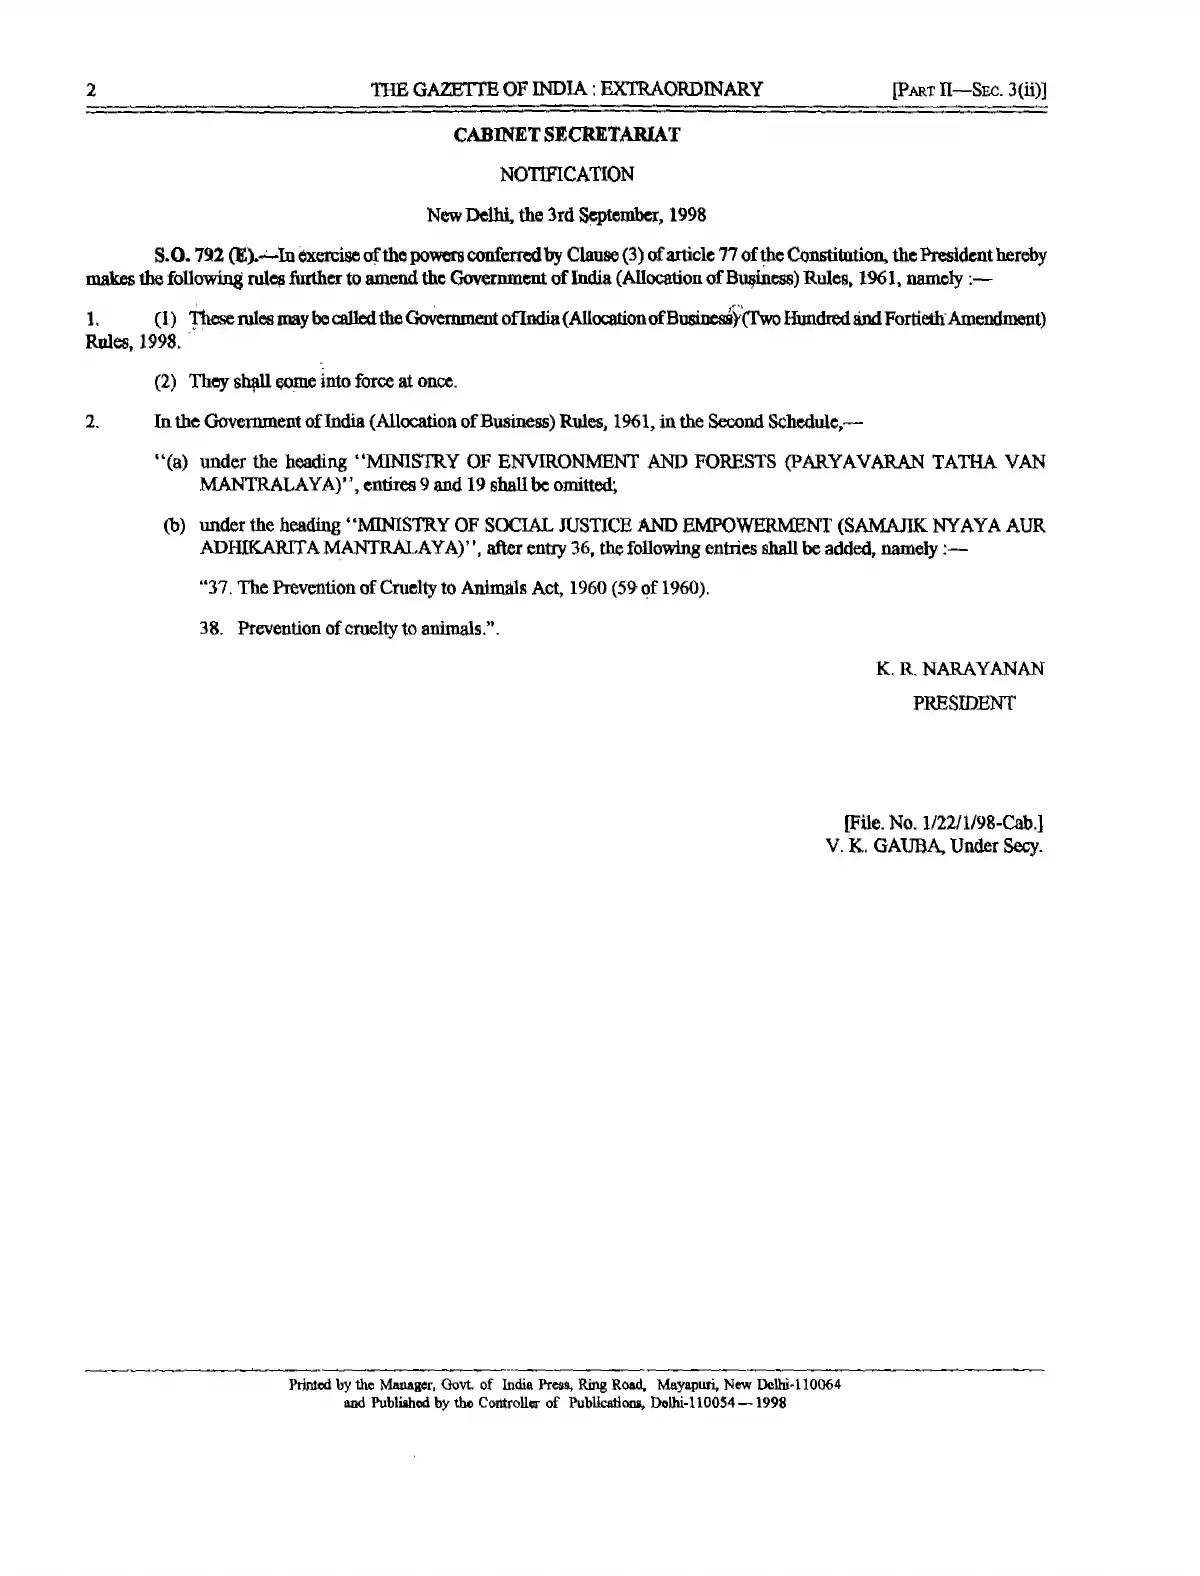 2 THE GAZETTE OF INDIA : EXTRAORDINARY [PART II—SEC. 3(ii)]
CABINET SECRETARIAT
NOTIFICATION
New Delhi, the 3rd September, 1998
S.O. 792 (E).—In exercise of the powers conferred by Clause (3) of article 77 of the Constitution, the President hereby
makes the following rules further to amend the Government of India (Allocation of Business) Rules, 1961, namely :—
1. (1) These rules may be called the Government of India (Allocation of Business) (Two Hundred and Fortieth Amendment)
Rules, 1998.
(2) They shall come into force at once.
2. In the Government of India (Allocation of Business) Rules, 1961, in the Second Schedule,—
"(a) under the heading "MINISTRY OF ENVIRONMENT AND FORESTS (PARYAVARAN TATHA VAN
MANTRALAYA)", entires 9 and 19 shall be omitted;
(b) under the heading "MINISTRY OF SOCIAL JUSTICE AND EMPOWERMENT (SAMAJIK NYAYA AUR
ADHIKARITA MANTRALAYA)", after entry 36, the following entries shall be added, namely :—
"37. The Prevention of Cruelty to Animals Act, 1960 (59 of 1960).
38. Prevention of cruelty to animals.".
K. R. NARAYANAN
PRESIDENT
[File. No. 1/22/1/98-Cab.]
V. K. GAUBA, Under Secy.
Printed by the Manager, Govt. of India Press, Ring Road, Mayapuri, New Delhi-110064
and Published by the Controller of Publications, Delhi-110054 — 1998